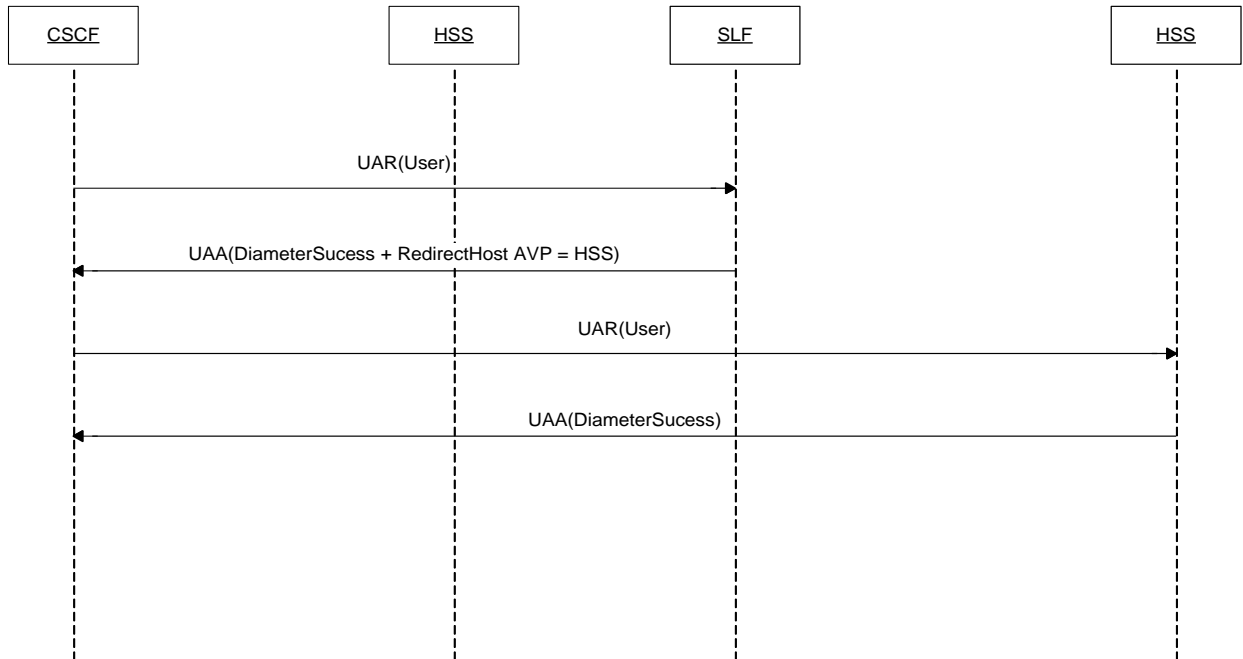 CSCF
HSS
SLF
HSS
UAR(User)
UAA(DiameterSucess + RedirectHost AVP = HSS)
UAR(User)
UAA(DiameterSucess)